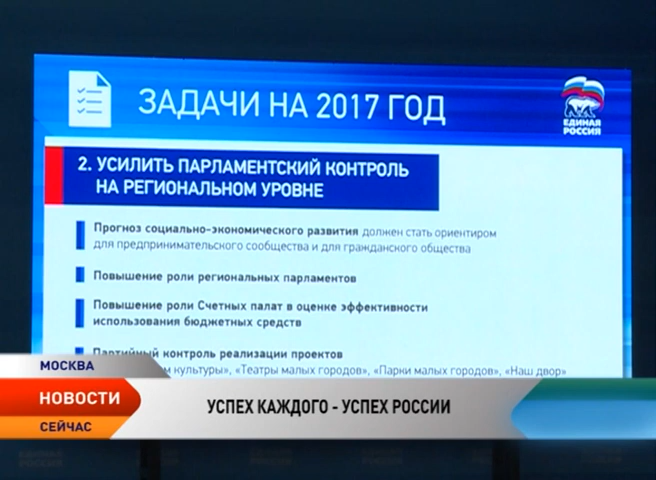 ЗАДАЧИ НА 2017 ГОД
ЕДИНАЯ
РОССИЯ
2. УСИЛИТЬ ПАРЛАМЕНТСКИЙ КОНТРОЛЬ
НА РЕГИОНАЛЬНОМ УРОВНЕ
Прогноз социально-экономического развития должен стать ориентиром
для предпринимательского сообщества и для гражданского общества
Повышение роли региональных парламентов
Повышение роли Счетных палат в оценке эффективности
использования бюджетных средств
Партийный контроль реализации проектов
культуры», «Театры малых городов», «Парки малых городов», «Наш двор»
МОСКВА
НОВОСТИ
СЕЙЧАС
УСПЕХ КАЖДОГО - УСПЕХ РОССИИ